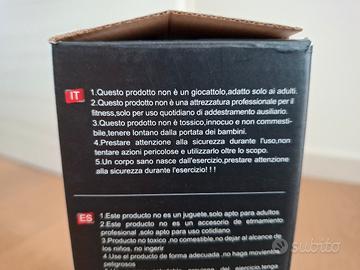 IT
1.Questo prodotto non è un giocattolo,adatto solo ai adulti.
2.Questo prodotto non è una attrezzatura professionale per il
fitness,solo per uso quotidiano di addestramento ausiliario.
3.Questo prodotto non è tossico,innocuo e non commesti-
bile,tenere lontano dalla portata dei bambini.
4.Prestare attenzione alla sicurezza durante l'uso,non
tentare azioni pericolose e utilizzarlo oltre lo scopo.
5.Un corpo sano nasce dall'esercizio,prestare attenzione
alla sicurezza durante l'esercizio! ! !
ES
1.Este producto no es un juguete,solo apto para adultos
2.Este producto no es un accesorio de etrnamiento
profesional ,solo para uso cotidiano
3.Producto no toxico ,no comestible,no dejar al alcance
de los niños, no ingerir
4.Use el producto de forma adecuada ,no haga movientos
peligrosos
subito